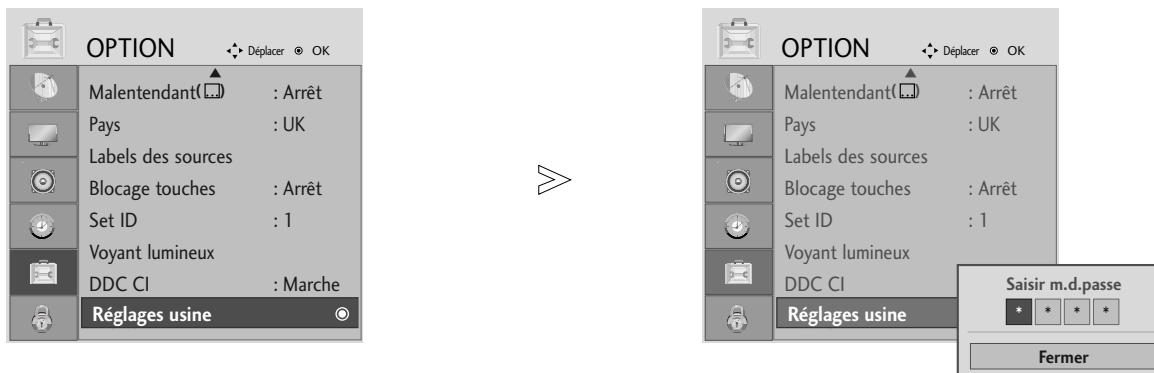 OPTION Déplacer OK
Malentendant( ) : Arrêt
Pays : UK
Labels des sources
Blocage touches : Arrêt
Set ID : 1
Voyant lumineux
DDC CI : Marche
Réglages usine
>
OPTION Déplacer OK
Malentendant( ) : Arrêt
Pays : UK
Labels des sources
Blocage touches : Arrêt
Set ID : 1
Voyant lumineux
DDC CI
Réglages usine
Saisir m.d.passe
* * * *
Fermer